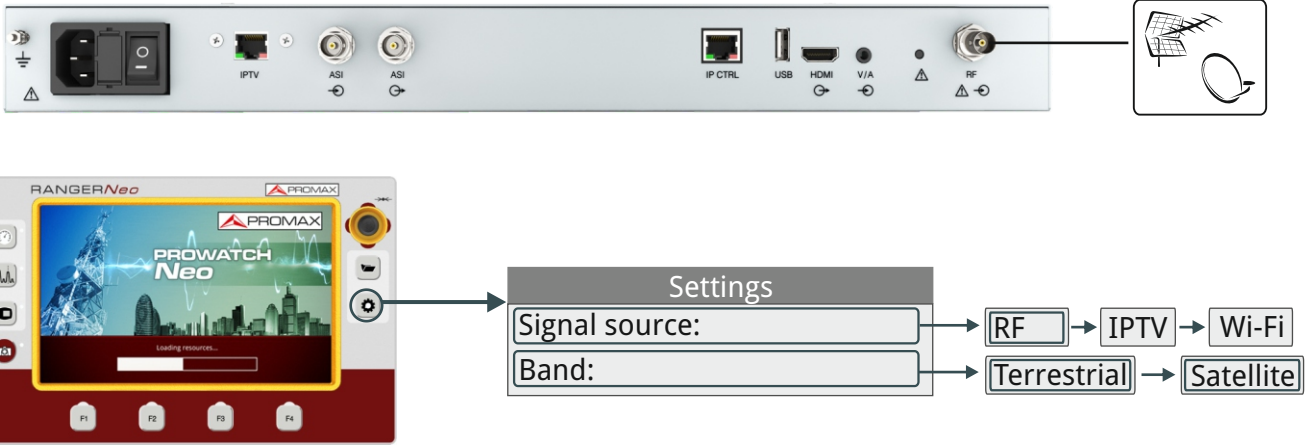 IPTV
ASI
ASI
IP CTRL
USB
HDMI
V/A
RF
RANGERNeo
PROMAX
PROMAX
PROWATCH
Neo
Loading resources...
F1
F2
F3
F4
Settings
Signal source:
RF
IPTV
Wi-Fi
Band:
Terrestrial
Satellite